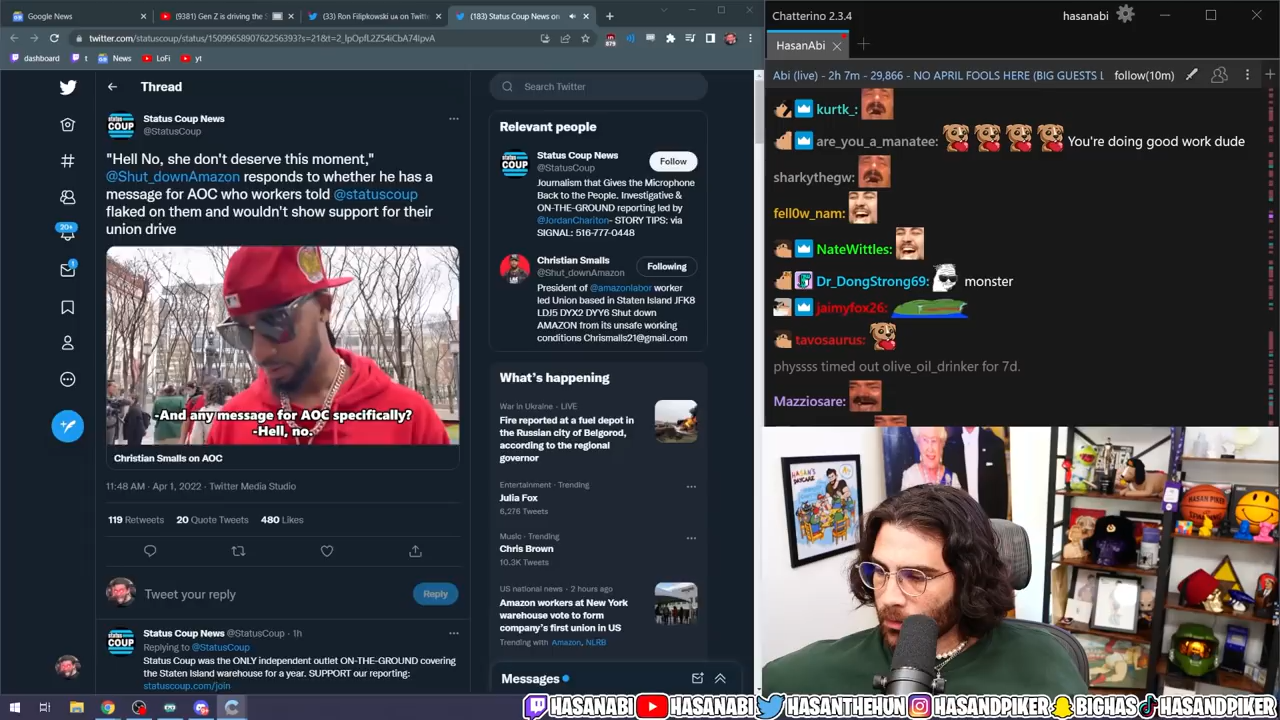 Google News
(9381) Gen Z is driving the S
(33) Ron Filipkowski UA on Twitt
(183) Status Coup News on
twitter.com/statuscoup/status/1509965890762256393?s=21&t=2_lpOpfL2Z54iCbA74lpvA
879
dashboard
t
News
LoFi
yt
Thread
Status Coup News
@StatusCoup
"Hell No, she don't deserve this moment,"
@Shut_downAmazon responds to whether he has a
message for AOC who workers told @statuscoup
flaked on them and wouldn't show support for their
union drive
-And any message for AOC specifically?
-Hell, no.
Christian Smalls on AOC
11:48 AM · Apr 1, 2022 · Twitter Media Studio
119 Retweets 20 Quote Tweets 480 Likes
Tweet your reply
Reply
Status Coup News @StatusCoup · 1h
Replying to @StatusCoup
Status Coup was the ONLY independent outlet ON-THE-GROUND covering
the Staten Island warehouse for a year. SUPPORT our reporting:
statuscoup.com/join
20+
1
Search Twitter
Relevant people
Status Coup News
@StatusCoup
Follow
Journalism that Gives the Microphone
Back to the People. Investigative &
ON-THE-GROUND reporting led by
@JordanChariton- STORY TIPS: via
SIGNAL: 516-777-0448
Christian Smalls
@Shut_downAmazon
Following
President of @amazonlabor worker
led Union based in Staten Island JFK8
LDJ5 DYX2 DYY6 Shut down
AMAZON from its unsafe working
conditions Chrismalls21@gmail.com
What's happening
War in Ukraine · LIVE
Fire reported at a fuel depot in
the Russian city of Belgorod,
according to the regional
governor
Entertainment · Trending
Julia Fox
6,276 Tweets
Music · Trending
Chris Brown
10.3K Tweets
US national news · 2 hours ago
Amazon workers at New York
warehouse vote to form
company's first union in US
Trending with Amazon, NLRB
Messages
Chatterino 2.3.4
hasanabi
HasanAbi
Abi (live) - 2h 7m - 29,866 - NO APRIL FOOLS HERE (BIG GUESTS L
follow(10m)
kurtk_:
are_you_a_manatee: You're doing good work dude
sharkythegw:
fell0w_nam:
NateWittles:
Dr_DongStrong69: monster
jaimyfox26:
tavosaurus:
physsss timed out olive_oil_drinker for 7d.
Mazziosare:
HASAN'S
DAYCARE
HASAN PIKER
HASANABI
HASANABI
HASANTHEHUN
HASANDPIKER
BIGHAS
HASANDPIKER